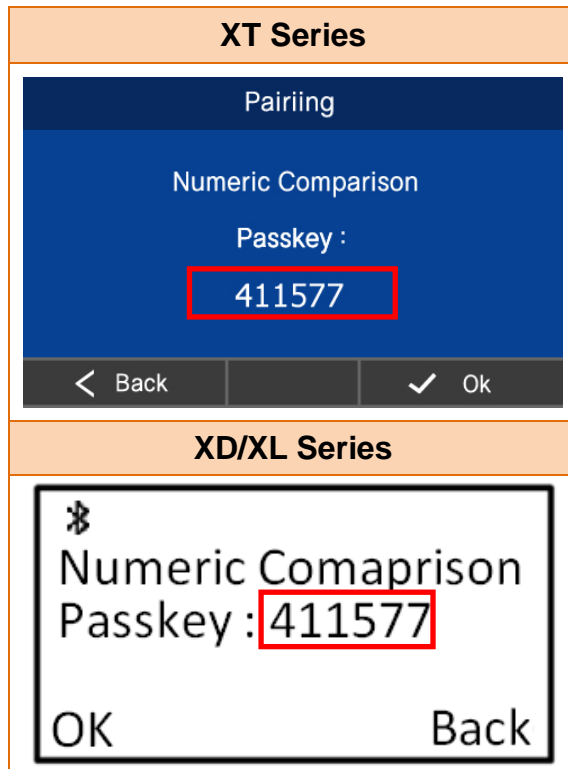 XT Series
Pairiing
Numeric Comparison
Passkey :
411577
Back Ok
XD/XL Series
Numeric Comaprison
Passkey : 411577
OK Back